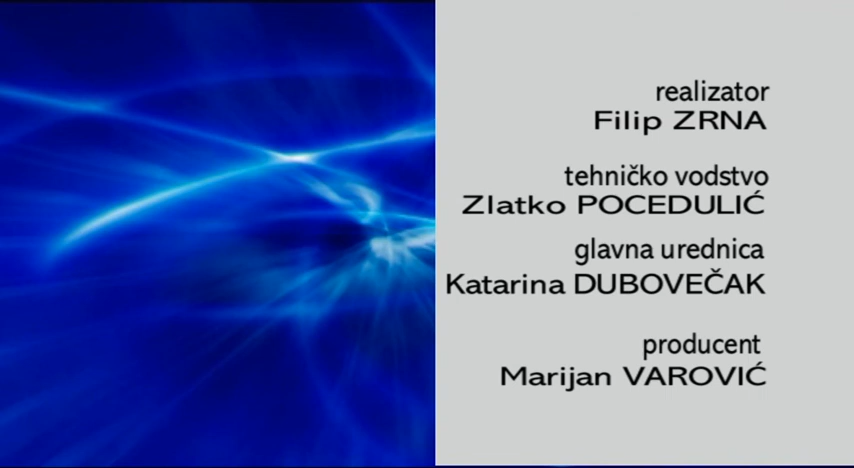 realizator
Filip ZRNA
tehničko vodstvo
Zlatko POCEDULIĆ
glavna urednica
Katarina DUBOVEČAK
producent
Marijan VAROVIĆ